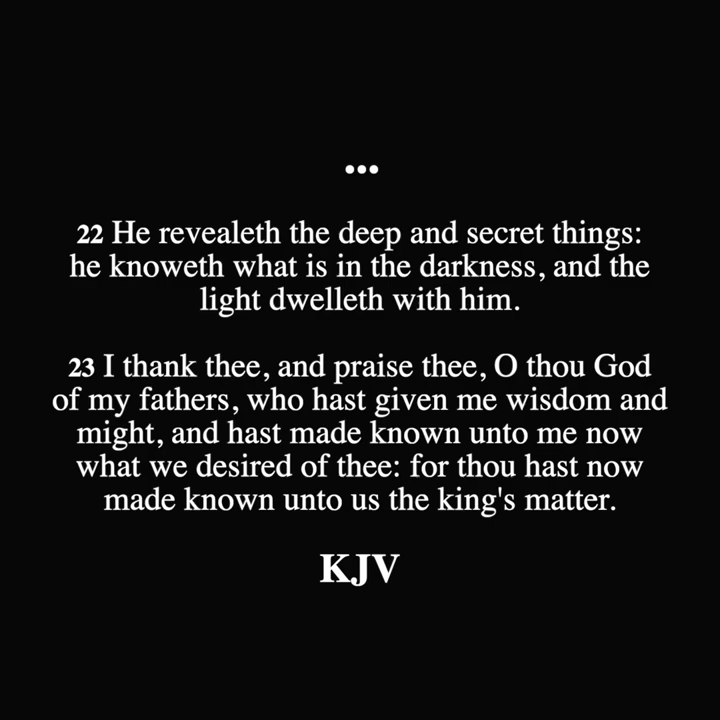 ...
22 He revealeth the deep and secret things:
he knoweth what is in the darkness, and the
light dwelleth with him.
23 I thank thee, and praise thee, O thou God
of my fathers, who hast given me wisdom and
might, and hast made known unto me now
what we desired of thee: for thou hast now
made known unto us the king's matter.
KJV